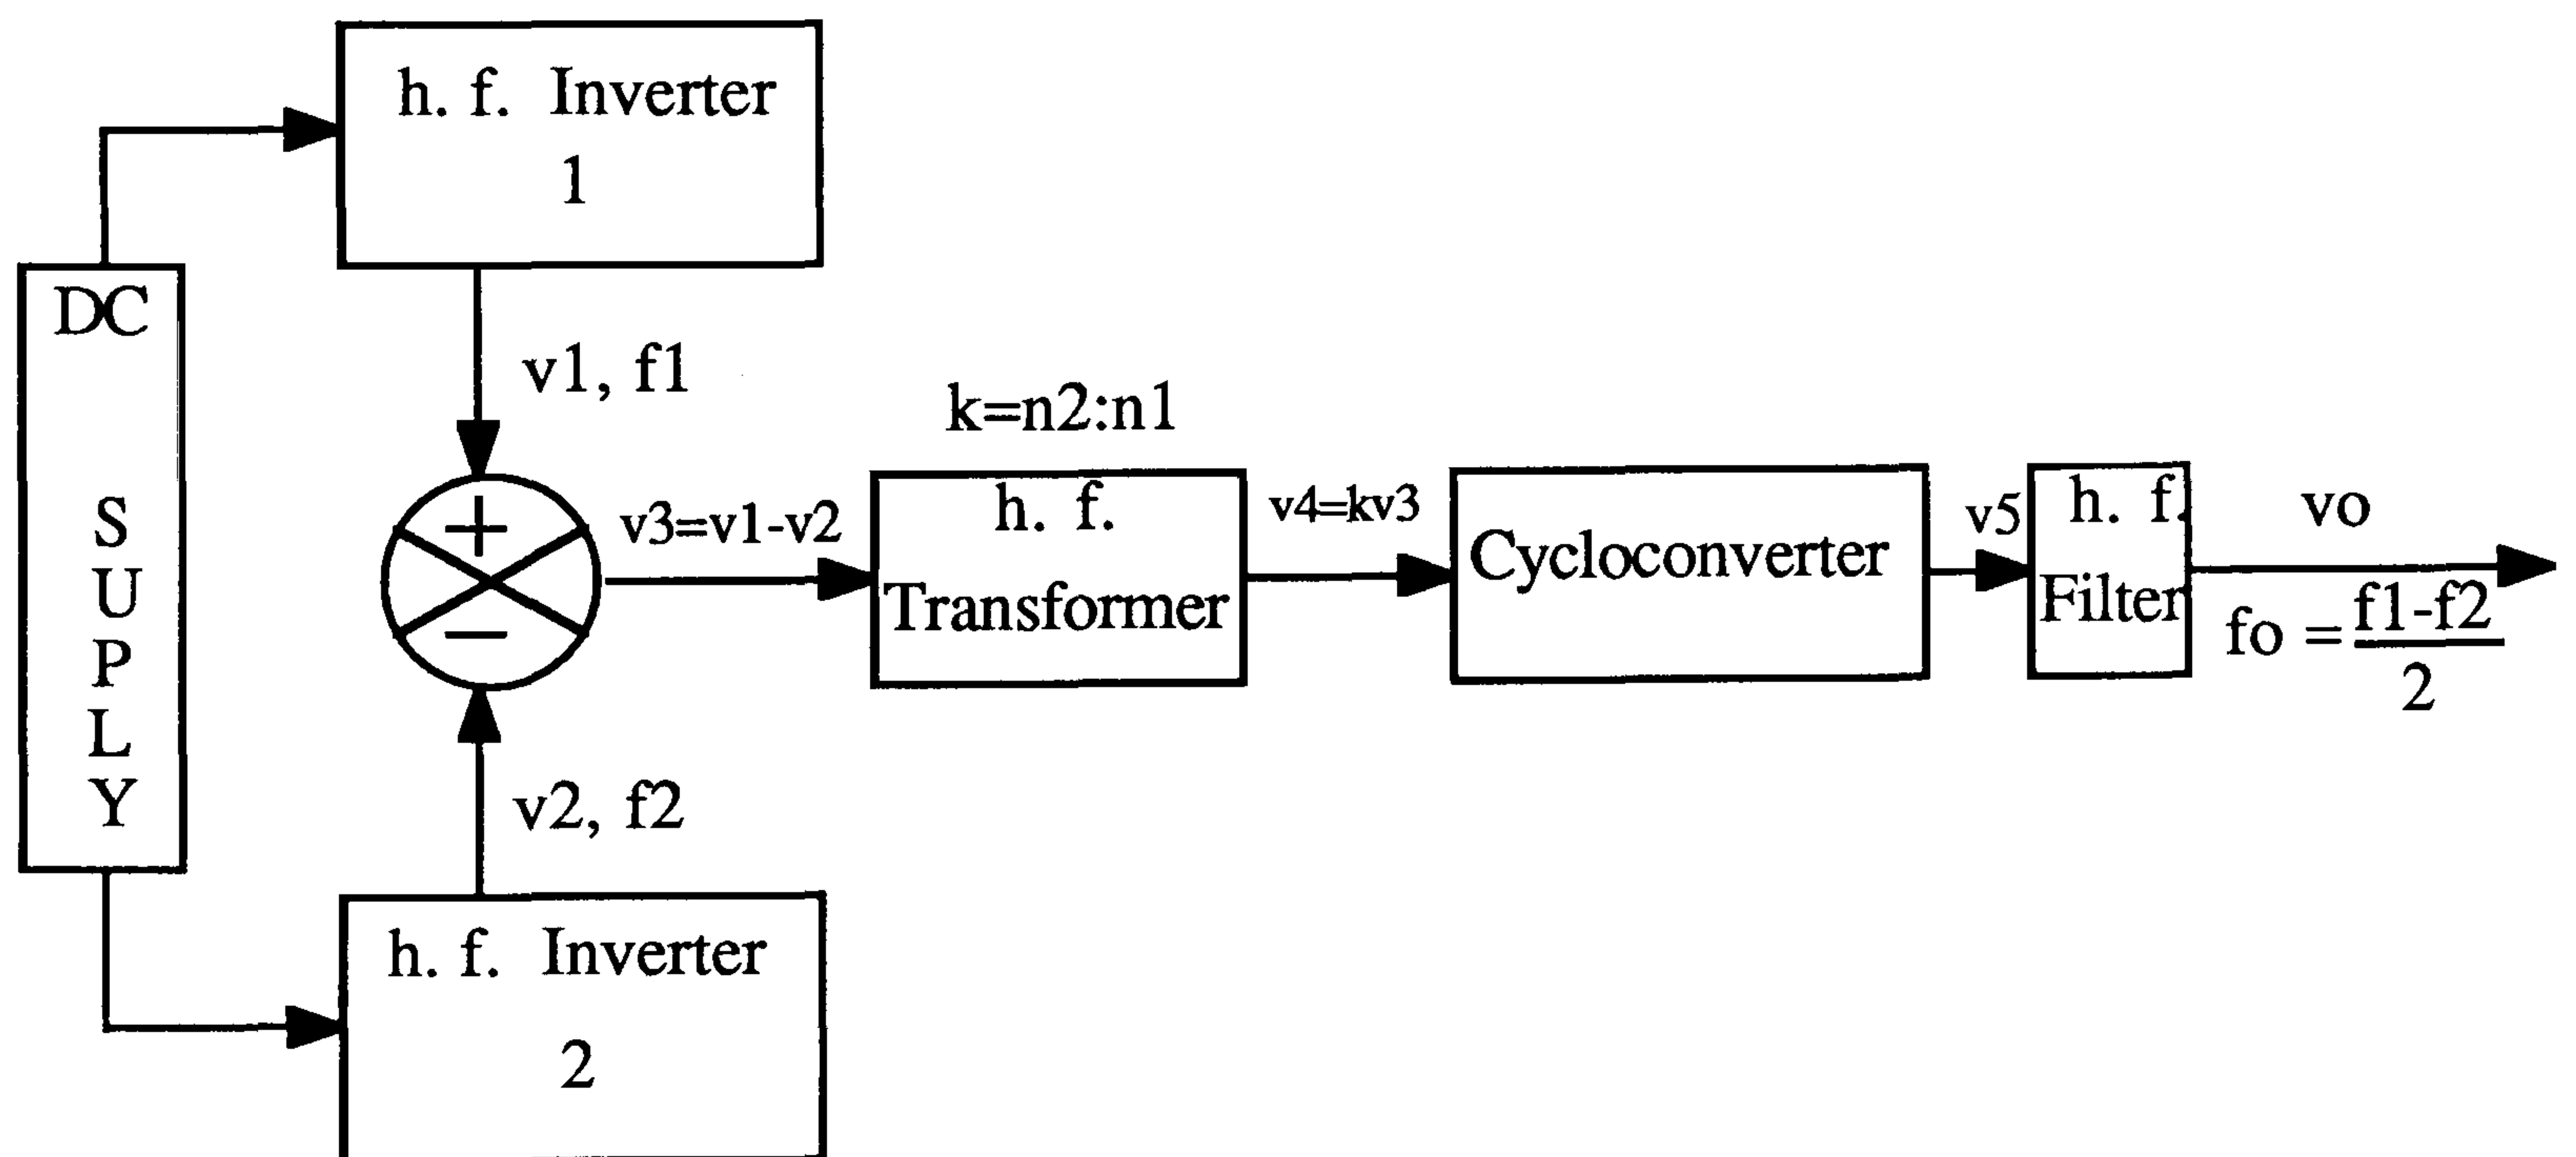 h. f. Inverter
1
DC
S
U
P
L
Y
v1, f1
+
v3=v1-v2
−
v2, f2
h. f. Inverter
2
k=n2:n1
h. f.
Transformer
v4=kv3
Cycloconverter
v5
h. f.
Filter
vo
fo = f1-f2
2